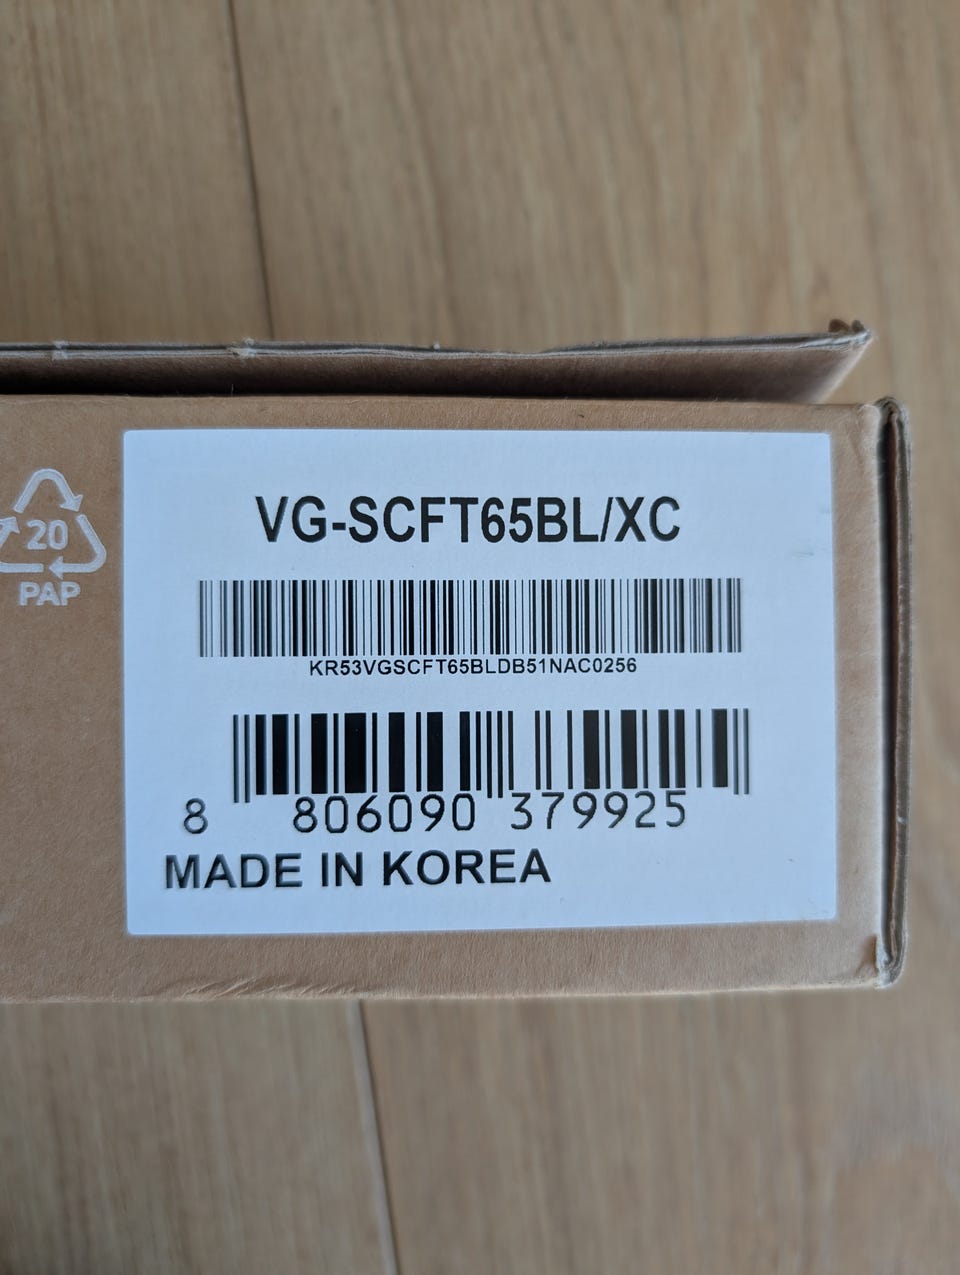 VG-SCFT65BL/XC
KR53VGSCFT65BLDB51NAC0256
8 806090 379925
MADE IN KOREA
20
PAP